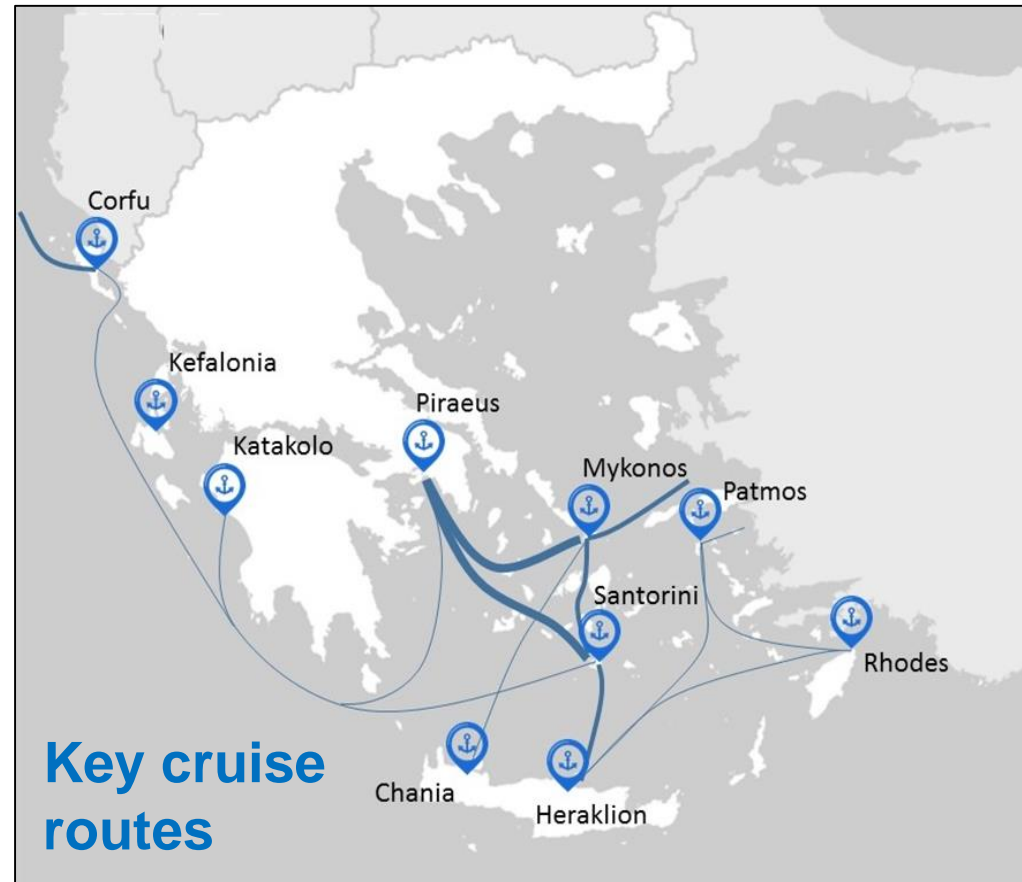 Corfu
Kefalonia
Piraeus
Katakolo
Mykonos
Patmos
Santorini
Rhodes
Key cruise
routes
Chania
Heraklion